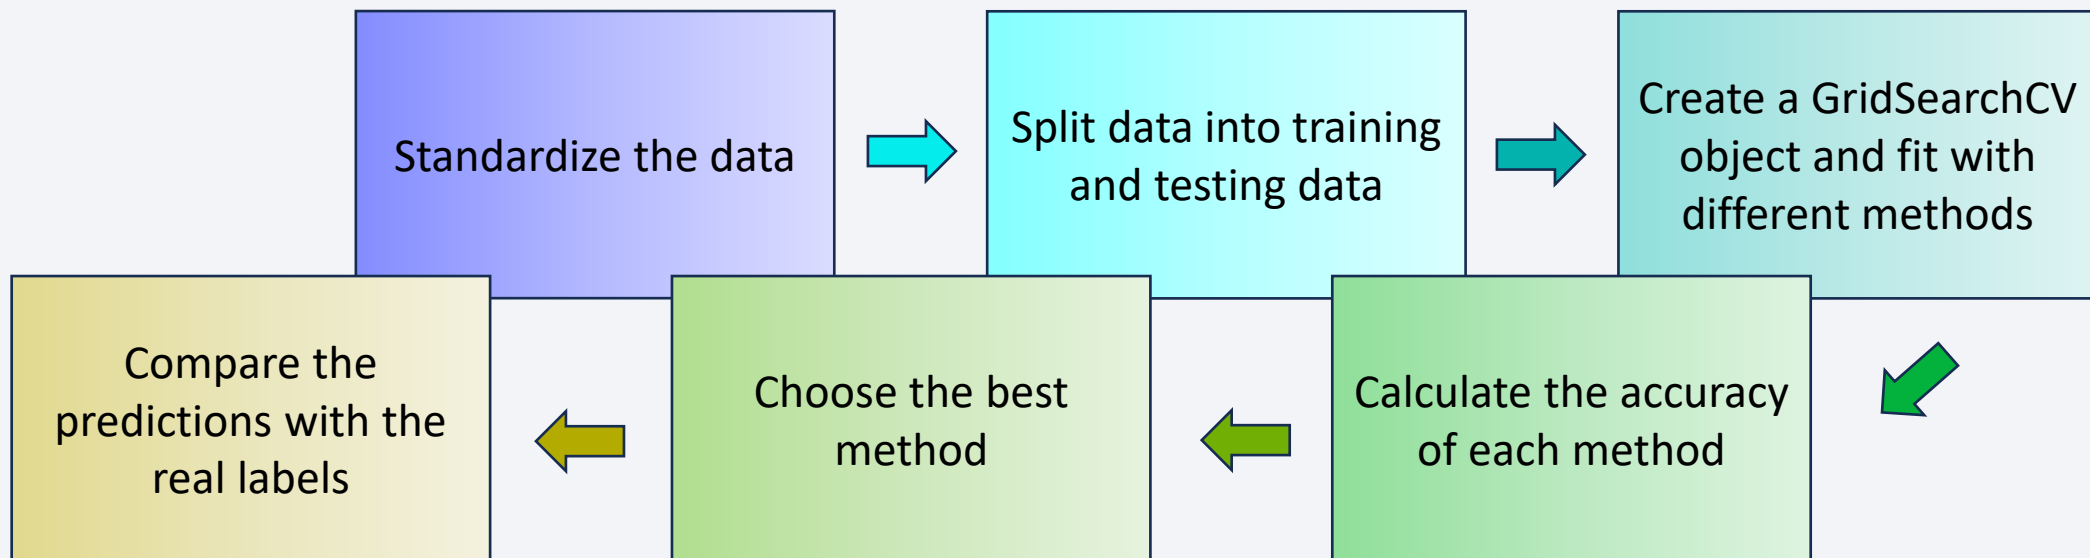 Standardize the data
Split data into training
and testing data
Create a GridSearchCV
object and fit with
different methods
Calculate the accuracy
of each method
Choose the best
method
Compare the
predictions with the
real labels